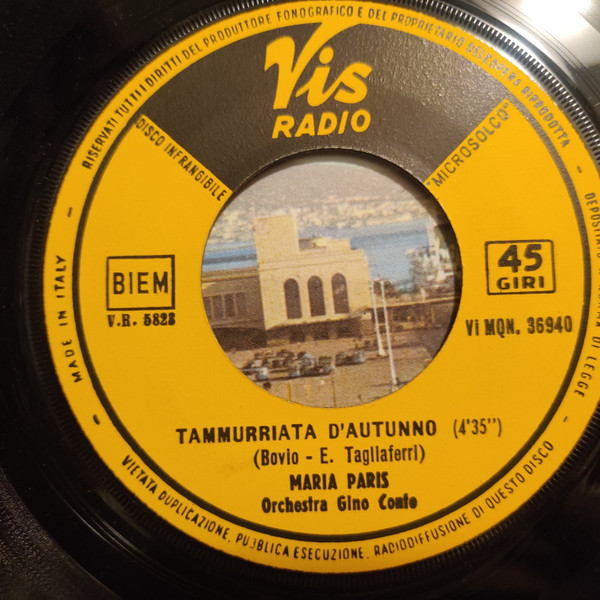 RISERVATI TUTTI I DIRITTI DEL PRODUTTORE FONOGRAFICO E DEL PROPRIETARIO DELL'OPERA RIPRODOTTA
DEPOSITATO A NORMA DI LEGGE
Vis
RADIO
DISCO INFRANGIBILE
"MICROSOLCO"
BIEM
V.R. 5823
45
GIRI
Vi MQN. 36940
MADE IN ITALY
TAMMURRIATA D'AUTUNNO (4'35")
(Bovio - E. Tagliaferri)
MARIA PARIS
Orchestra Gino Conte
VIETATA DUPLICAZIONE, PUBBLICA ESECUZIONE, RADIODIFFUSIONE DI QUESTO DISCO